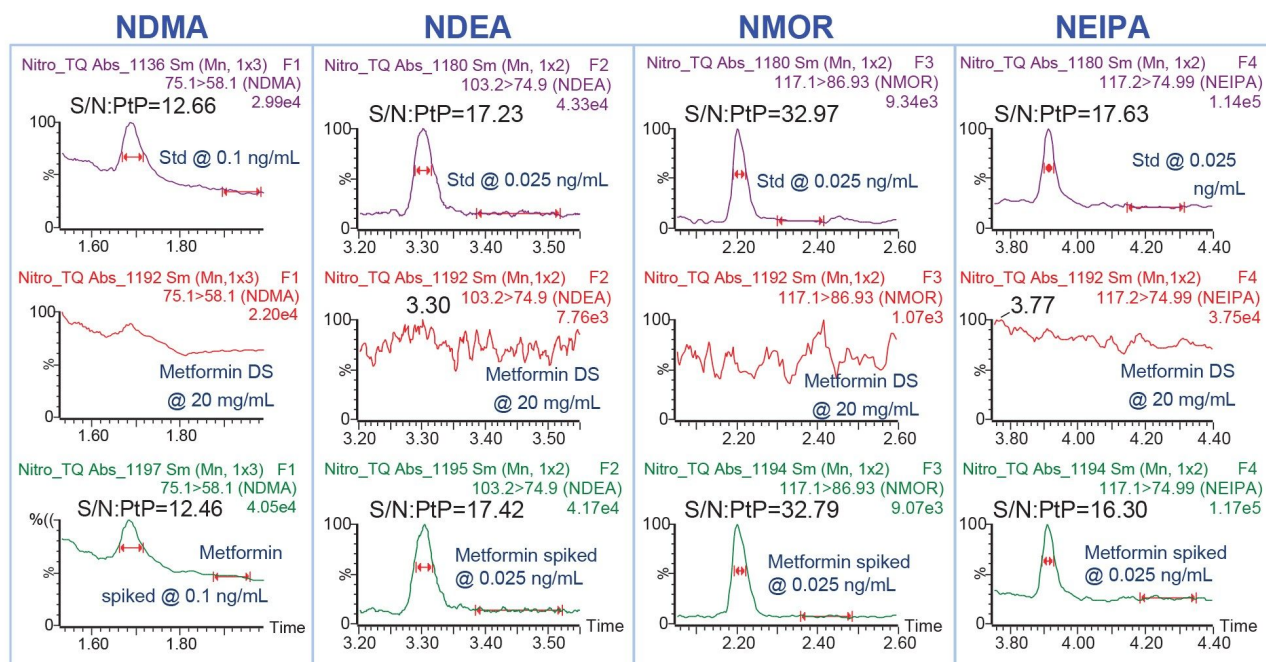 NDMA
NDEA
NMOR
NEIPA
Nitro_TQ Abs_1136 Sm (Mn, 1x3) F1
75.1>58.1 (NDMA)
2.99e4
S/N:PtP=12.66
100
%
0
Std @ 0.1 ng/mL
1.60 1.80
Nitro_TQ Abs_1180 Sm (Mn, 1x2) F2
103.2>74.9 (NDEA)
4.33e4
S/N:PtP=17.23
100
%
0
Std @ 0.025 ng/mL
3.20 3.30 3.40 3.50
Nitro_TQ Abs_1180 Sm (Mn, 1x2) F3
117.1>86.93 (NMOR)
9.34e3
S/N:PtP=32.97
100
%
0
Std @ 0.025 ng/mL
2.20 2.40 2.60
Nitro_TQ Abs_1180 Sm (Mn, 1x2) F4
117.2>74.99 (NEIPA)
1.14e5
S/N:PtP=17.63
100
%
0
Std @ 0.025
ng/mL
3.80 4.00 4.20 4.40
Nitro_TQ Abs_1192 Sm (Mn,1x3) F1
75.1>58.1 (NDMA)
2.20e4
100
%
0
Metformin DS
@ 20 mg/mL
1.60 1.80
Nitro_TQ Abs_1192 Sm (Mn, 1x2) F2
103.2>74.9 (NDEA)
7.76e3
3.30
100
%
0
Metformin DS
@ 20 mg/mL
3.20 3.30 3.40 3.50
Nitro_TQ Abs_1192 Sm (Mn,1x2) F3
117.1>86.93 (NMOR)
1.07e3
100
%
0
Metformin DS
@ 20 mg/mL
2.20 2.40 2.60
Nitro_TQ Abs_1192 Sm (Mn,1x2) F4
117.2>74.99 (NEIPA)
3.75e4
3.77
100
%
0
Metformin DS
@ 20 mg/mL
3.80 4.00 4.20 4.40
Nitro_TQ Abs_1197 Sm (Mn, 1x3) F1
75.1>58.1 (NDMA)
4.05e4
S/N:PtP=12.46
%((
%
0
Metformin
spiked @ 0.1 ng/mL
Time
1.60 1.80
Nitro_TQ Abs_1195 Sm (Mn, 1x2) F2
103.2>74.9 (NDEA)
4.17e4
S/N:PtP=17.42
100
%
0
Metformin spiked
@ 0.025 ng/mL
Time
3.20 3.30 3.40 3.50
Nitro_TQ Abs_1194 Sm (Mn, 1x2) F3
117.1>86.93 (NMOR)
9.07e3
S/N:PtP=32.79
100
%
0
Metformin spiked
@ 0.025 ng/mL
Time
2.20 2.40 2.60
Nitro_TQ Abs_1194 Sm (Mn, 1x2) F4
117.1>74.99 (NEIPA)
1.17e5
S/N:PtP=16.30
100
%
0
Metformin spiked
@ 0.025 ng/mL
Time
3.80 4.00 4.20 4.40